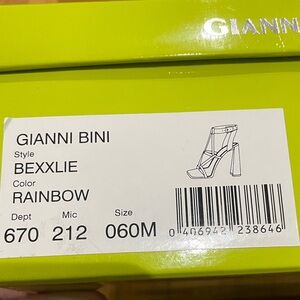 GIANN
GIANNI BINI
Style
BEXXLIE
Color
RAINBOW
Dept Mic Size
670 212 060M
0 406942 238646